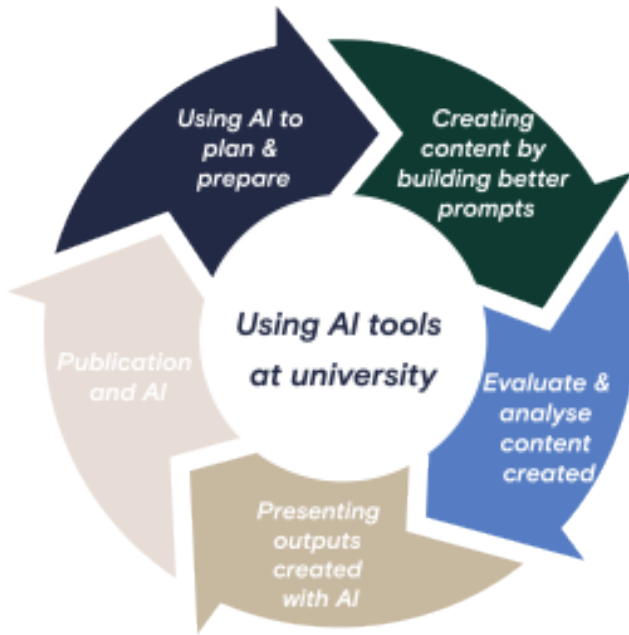 Using AI to
plan &
prepare
Creating
content by
building better
prompts
Evaluate &
analyse
content
created
Presenting
outputs
created
with AI
Publication
and AI
Using AI tools
at university